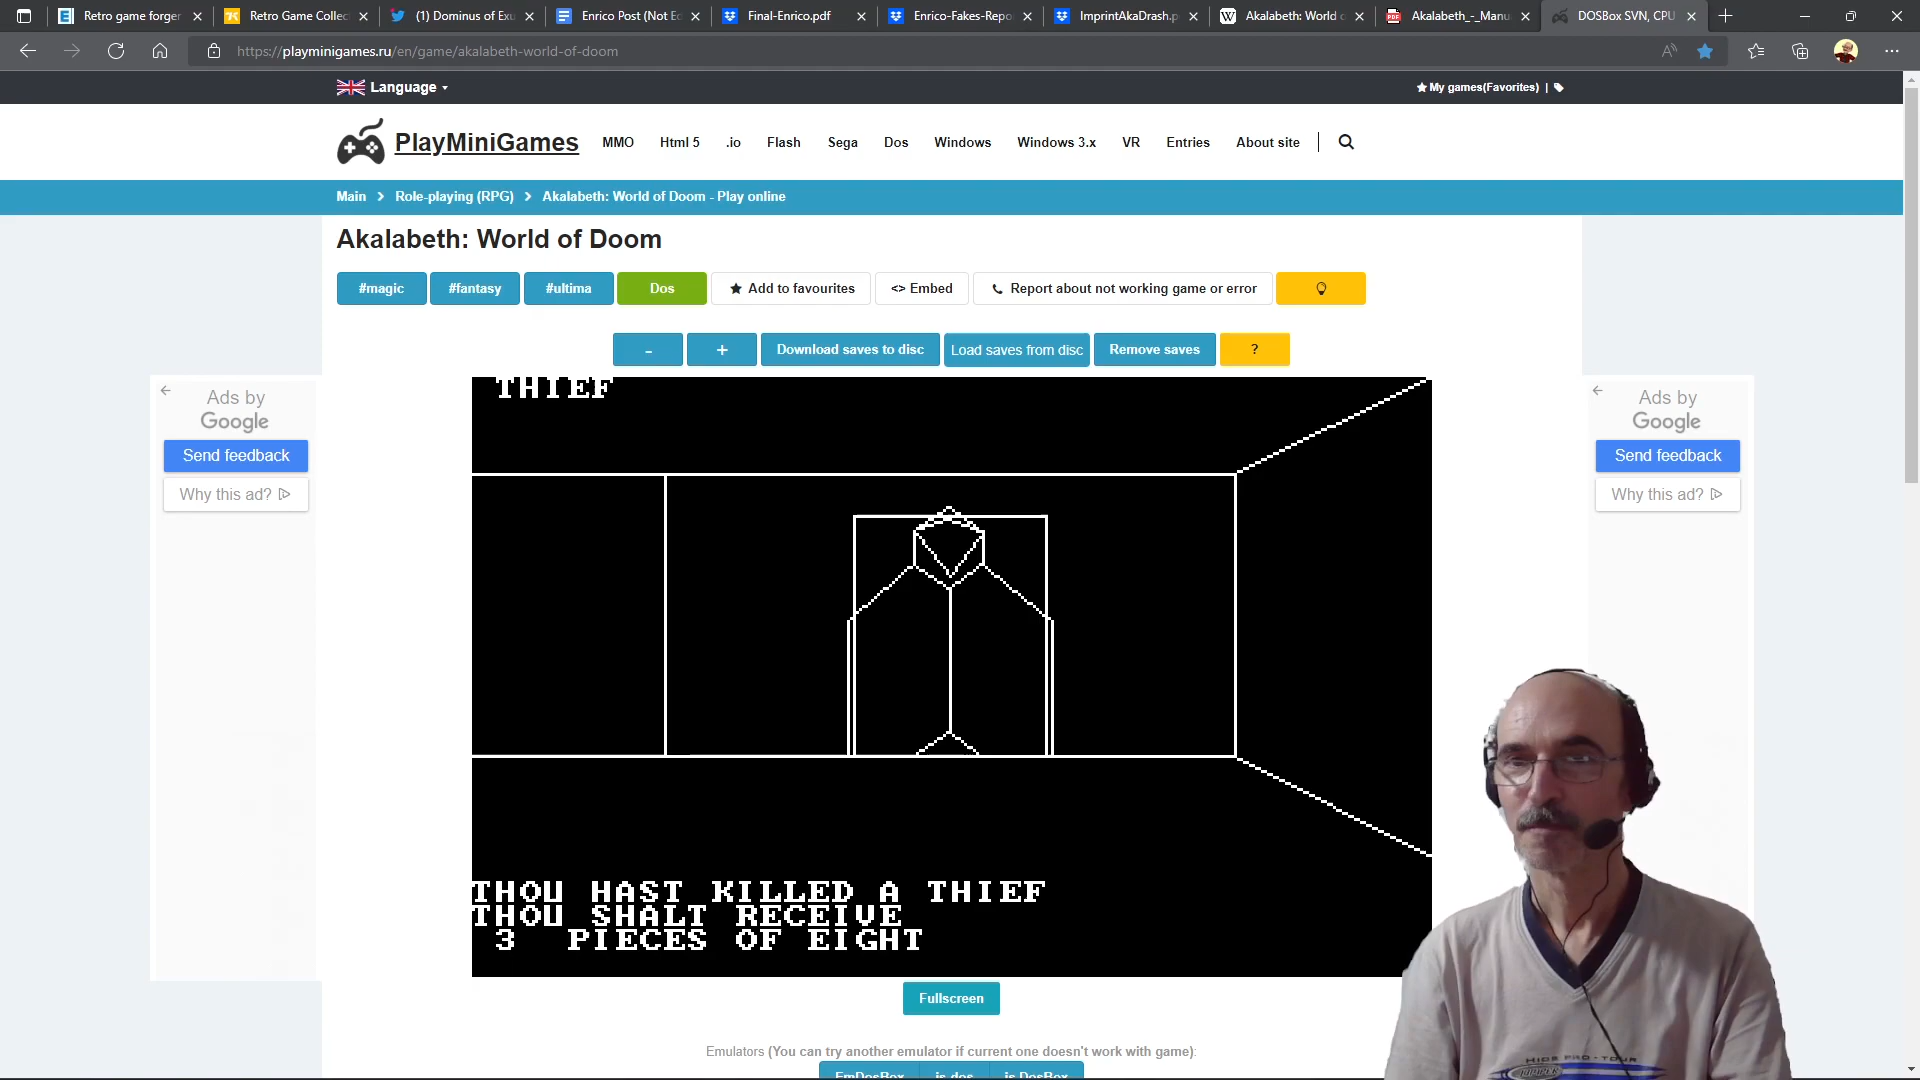 Retro game forger
Retro Game Collec
(1) Dominus of Exu
Enrico Post (Not Ed
Final-Enrico.pdf
Enrico-Fakes-Repo
ImprintAkaDrash.p
Akalabeth: World o
Akalabeth_-_Manu
DOSBox SVN, CPU
https://playminigames.ru/en/game/akalabeth-world-of-doom
Language
My games(Favorites) |
PlayMiniGames
MMO
Html 5
.io
Flash
Sega
Dos
Windows
Windows 3.x
VR
Entries
About site
Main > Role-playing (RPG) > Akalabeth: World of Doom - Play online
Akalabeth: World of Doom
#magic
#fantasy
#ultima
Dos
Add to favourites
<> Embed
Report about not working game or error
-
+
Download saves to disc
Load saves from disc
Remove saves
?
Ads by
Google
Send feedback
Why this ad?
THIEF
THOU HAST KILLED A THIEF
THOU SHALT RECEIVE
3 PIECES OF EIGHT
Ads by
Google
Send feedback
Why this ad?
Fullscreen
Emulators (You can try another emulator if current one doesn't work with game):
EmDosBox
js-dos
js-DosBox